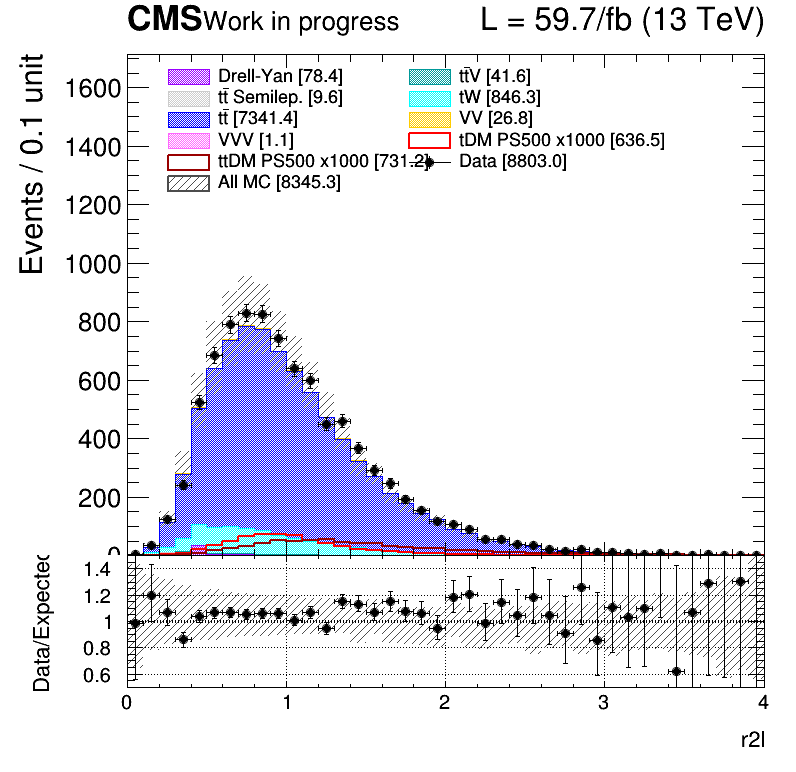 CMS Work in progress L = 59.7/fb (13 TeV)
Events / 0.1 unit
Drell-Yan [78.4] tt̄V [41.6]
tt̄ Semilep. [9.6] tW [846.3]
tt̄ [7341.4] VV [26.8]
VVV [1.1] tDM PS500 x1000 [636.5]
ttDM PS500 x1000 [731.2] Data [8803.0]
All MC [8345.3]
1600
1400
1200
1000
800
600
400
200
0
Data/Expected
1.4
1.2
1
0.8
0.6
0 1 2 3 4
r2l